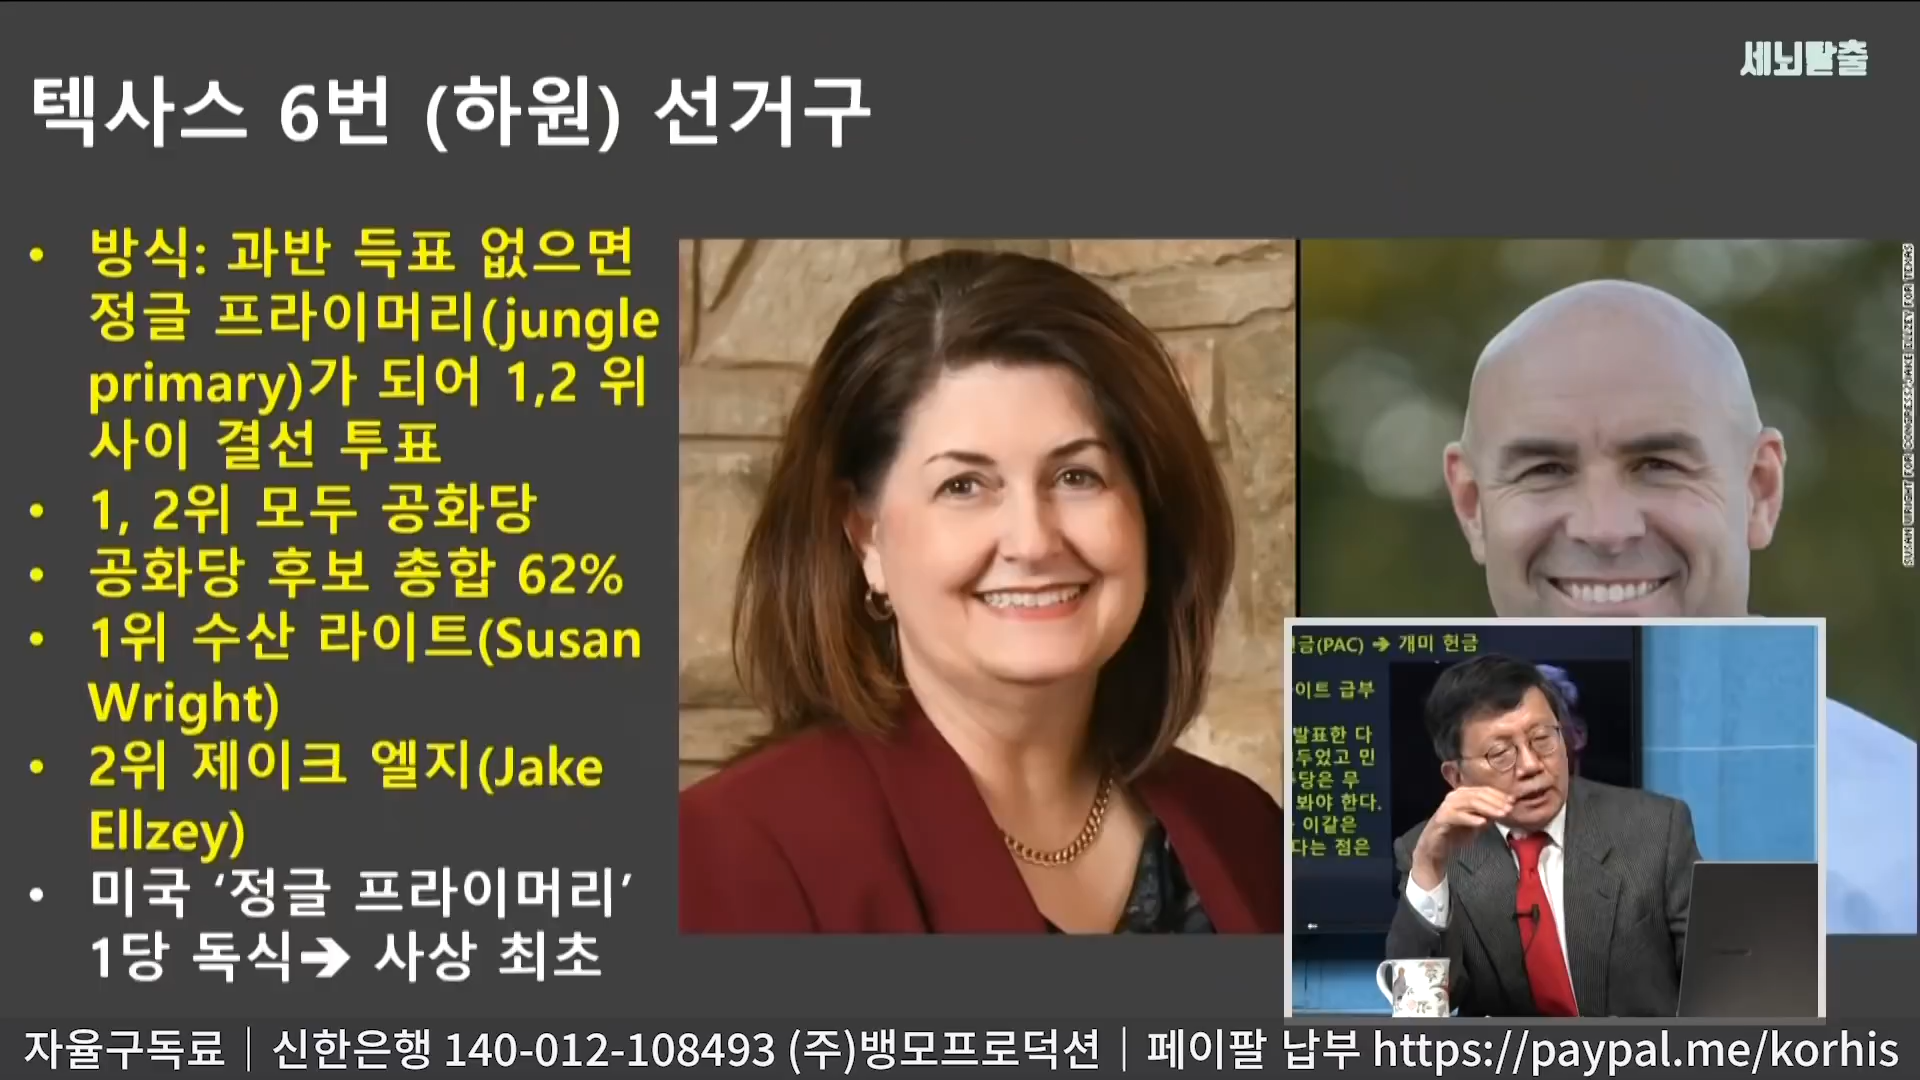 세뇌탈출
텍사스 6번 (하원) 선거구
• 방식: 과반 득표 없으면
정글 프라이머리(jungle
primary)가 되어 1,2 위
사이 결선 투표
• 1, 2위 모두 공화당
• 공화당 후보 총합 62%
• 1위 수산 라이트(Susan
Wright)
• 2위 제이크 엘지(Jake
Ellzey)
• 미국 ‘정글 프라이머리’
1당 독식➔ 사상 최초
SUSAN WRIGHT FOR CONGRESS/JAKE ELLZEY FOR TEXAS
금(PAC) ➔ 개미 헌금
이트 급부
발표한 다
두었고 민
당은 무
봐야 한다.
이같은
다는 점은
자율구독료｜신한은행 140-012-108493 (주)뱅모프로덕션｜페이팔 납부 https://paypal.me/korhis